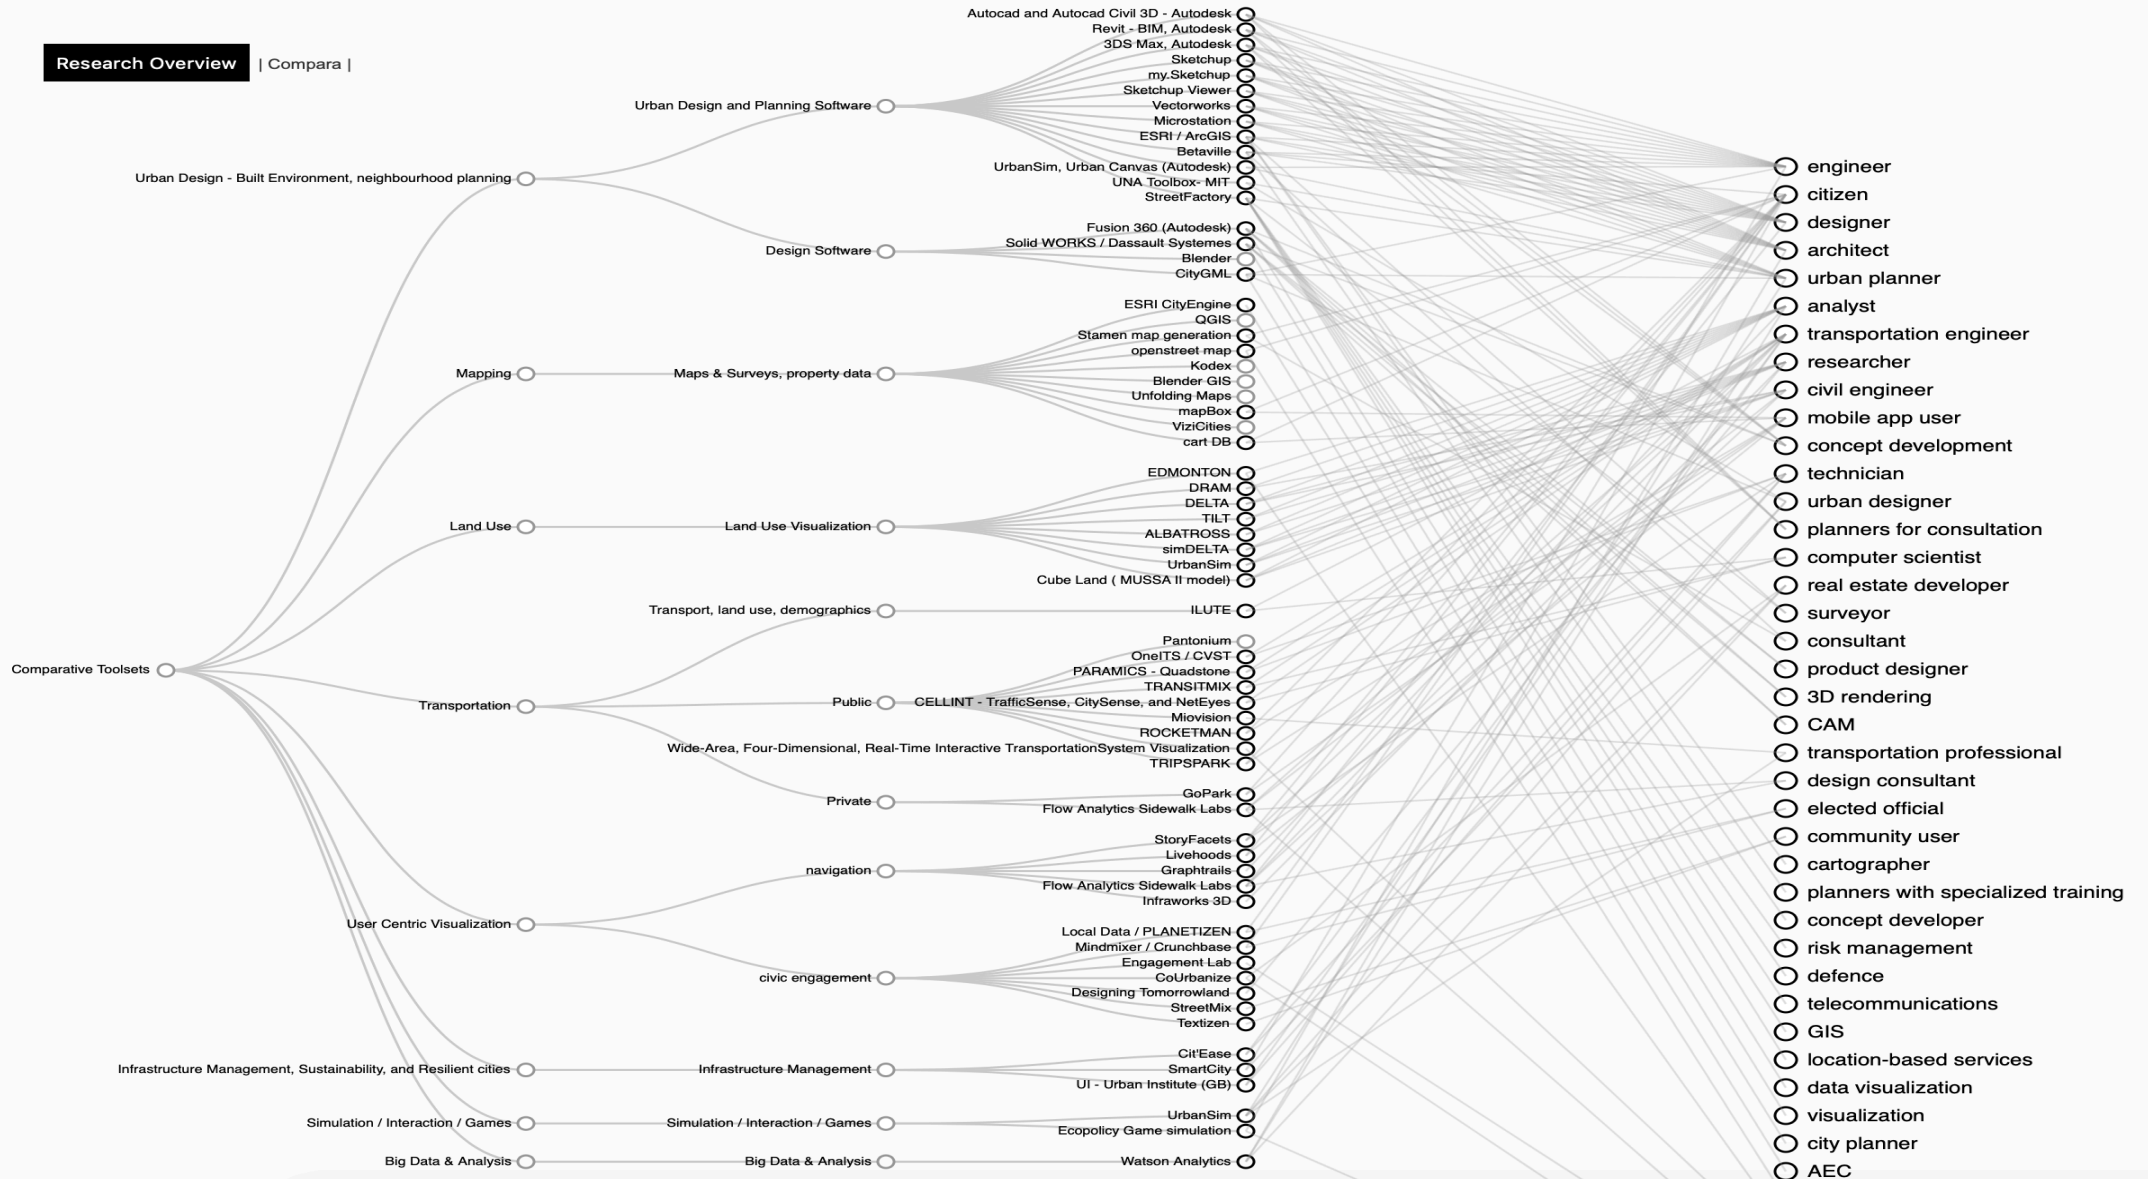 Research Overview | Compara |
Comparative Toolsets
Urban Design - Built Environment, neighbourhood planning
Mapping
Land Use
Transportation
User Centric Visualization
Infrastructure Management, Sustainability, and Resilient cities
Simulation / Interaction / Games
Big Data & Analysis
Urban Design and Planning Software
Design Software
Maps & Surveys, property data
Land Use Visualization
Transport, land use, demographics
Public
Private
navigation
civic engagement
Infrastructure Management
Simulation / Interaction / Games
Big Data & Analysis
Autocad and Autocad Civil 3D - Autodesk
Revit - BIM, Autodesk
3DS Max, Autodesk
Sketchup
my.Sketchup
Sketchup Viewer
Vectorworks
Microstation
ESRI / ArcGIS
Betaville
UrbanSim, Urban Canvas (Autodesk)
UNA Toolbox- MIT
StreetFactory
Fusion 360 (Autodesk)
Solid WORKS / Dassault Systemes
Blender
CityGML
ESRI CityEngine
QGIS
Stamen map generation
openstreet map
Kodex
Blender GIS
Unfolding Maps
mapBox
ViziCities
cart DB
EDMONTON
DRAM
DELTA
TILT
ALBATROSS
simDELTA
UrbanSim
Cube Land ( MUSSA II model)
ILUTE
Pantonium
OneITS / CVST
PARAMICS - Quadstone
TRANSITMIX
CELLINT - TrafficSense, CitySense, and NetEyes
Miovision
ROCKETMAN
Wide-Area, Four-Dimensional, Real-Time Interactive TransportationSystem Visualization
TRIPSPARK
GoPark
Flow Analytics Sidewalk Labs
StoryFacets
Livehoods
Graphtrails
Flow Analytics Sidewalk Labs
Infraworks 3D
Local Data / PLANETIZEN
Mindmixer / Crunchbase
Engagement Lab
CoUrbanize
Designing Tomorrowland
StreetMix
Textizen
Cit'Ease
SmartCity
UI - Urban Institute (GB)
UrbanSim
Ecopolicy Game simulation
Watson Analytics
engineer
citizen
designer
architect
urban planner
analyst
transportation engineer
researcher
civil engineer
mobile app user
concept development
technician
urban designer
planners for consultation
computer scientist
real estate developer
surveyor
consultant
product designer
3D rendering
CAM
transportation professional
design consultant
elected official
community user
cartographer
planners with specialized training
concept developer
risk management
defence
telecommunications
GIS
location-based services
data visualization
visualization
city planner
AEC